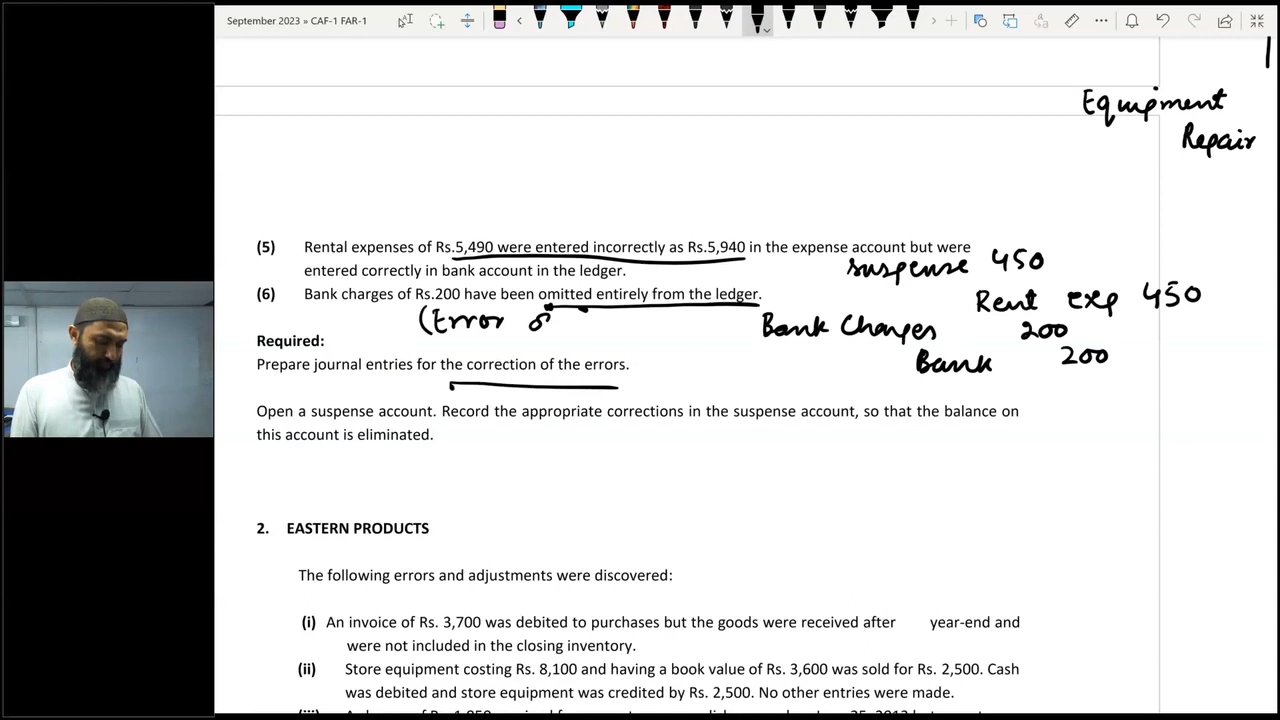 September 2023 » CAF-1 FAR-1
Equipment
Repair
(5) Rental expenses of Rs.5,490 were entered incorrectly as Rs.5,940 in the expense account but were
entered correctly in bank account in the ledger.
suspense 450
(6) Bank charges of Rs.200 have been omitted entirely from the ledger.
Rent exp 450
(Error
Bank Charges 200
Required:
Bank 200
Prepare journal entries for the correction of the errors.
Open a suspense account. Record the appropriate corrections in the suspense account, so that the balance on
this account is eliminated.
2. EASTERN PRODUCTS
The following errors and adjustments were discovered:
(i) An invoice of Rs. 3,700 was debited to purchases but the goods were received after year-end and
were not included in the closing inventory.
(ii) Store equipment costing Rs. 8,100 and having a book value of Rs. 3,600 was sold for Rs. 2,500. Cash
was debited and store equipment was credited by Rs. 2,500. No other entries were made.